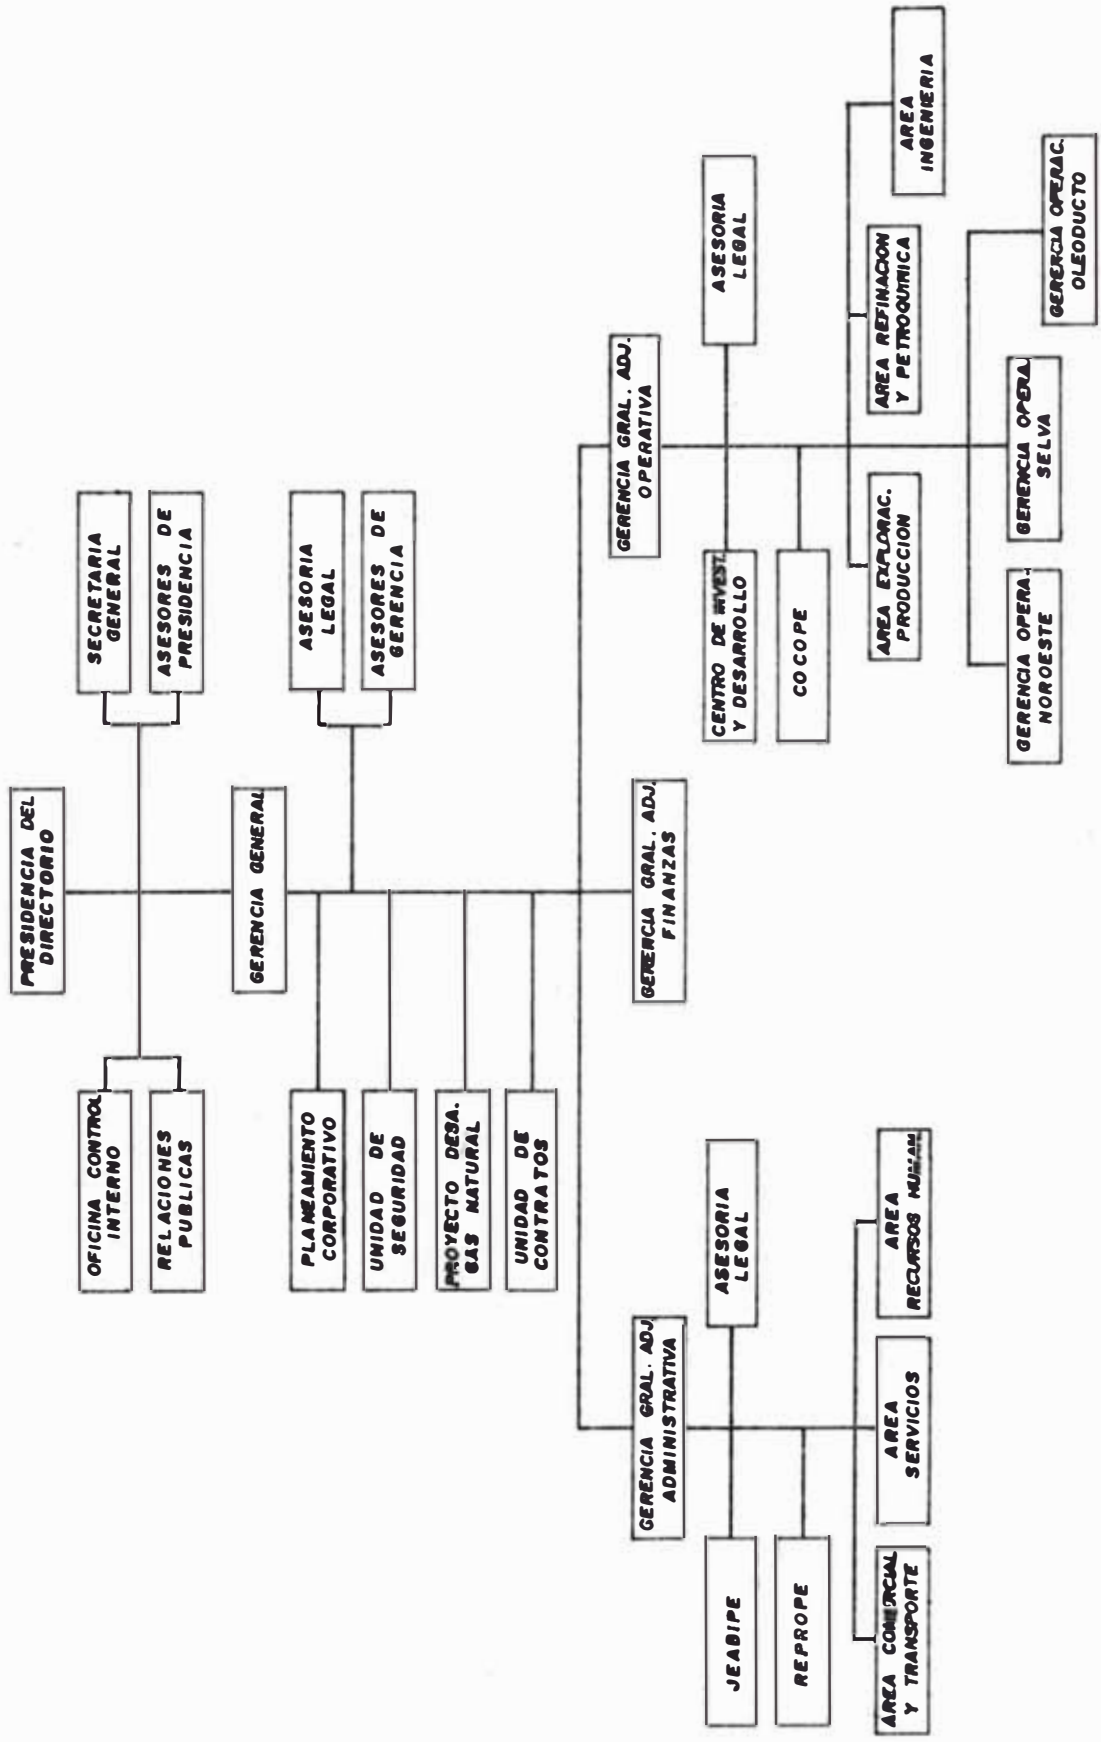 PRESIDENCIA DEL
DIRECTORIO
OFICINA CONTROL
INTERNO
RELACIONES
PUBLICAS
SECRETARIA
GENERAL
ASESORES DE
PRESIDENCIA
GERENCIA GENERAL
PLANEAMIENTO
CORPORATIVO
UNIDAD DE
SEGURIDAD
PROYECTO DESA.
GAS NATURAL
UNIDAD DE
CONTRATOS
ASESORIA
LEGAL
ASESORES DE
GERENCIA
GERENCIA GRAL. ADJ.
ADMINISTRATIVA
GERENCIA GRAL. ADJ.
FINANZAS
GERENCIA GRAL. ADJ.
OPERATIVA
JEABIPE
ASESORIA
LEGAL
REPROPE
AREA COMERCIAL
Y TRANSPORTE
AREA
SERVICIOS
AREA
RECURSOS HUMAN.
CENTRO DE INVEST.
Y DESARROLLO
ASESORIA
LEGAL
COCOPE
AREA EXPLORAC.
PRODUCCION
AREA REFINACION
Y PETROQUIMICA
AREA
INGENIERIA
GERENCIA OPERA.
NOROESTE
GERENCIA OPERA.
SELVA
GERENCIA OPERAC.
OLEODUCTO